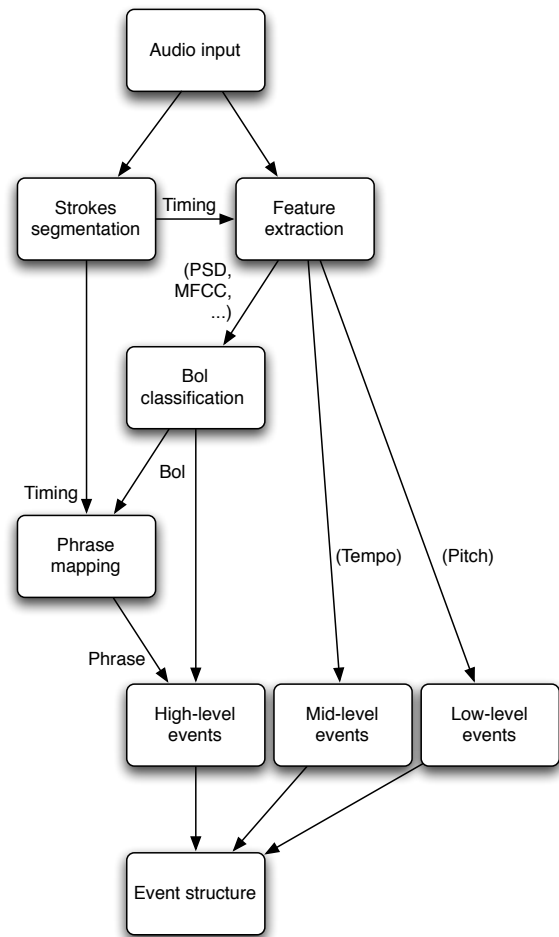 Audio input
Strokes
segmentation
Timing
Feature
extraction
(PSD,
MFCC,
...)
Bol
classification
Bol
Timing
Phrase
mapping
(Tempo)
(Pitch)
Phrase
High-level
events
Mid-level
events
Low-level
events
Event structure